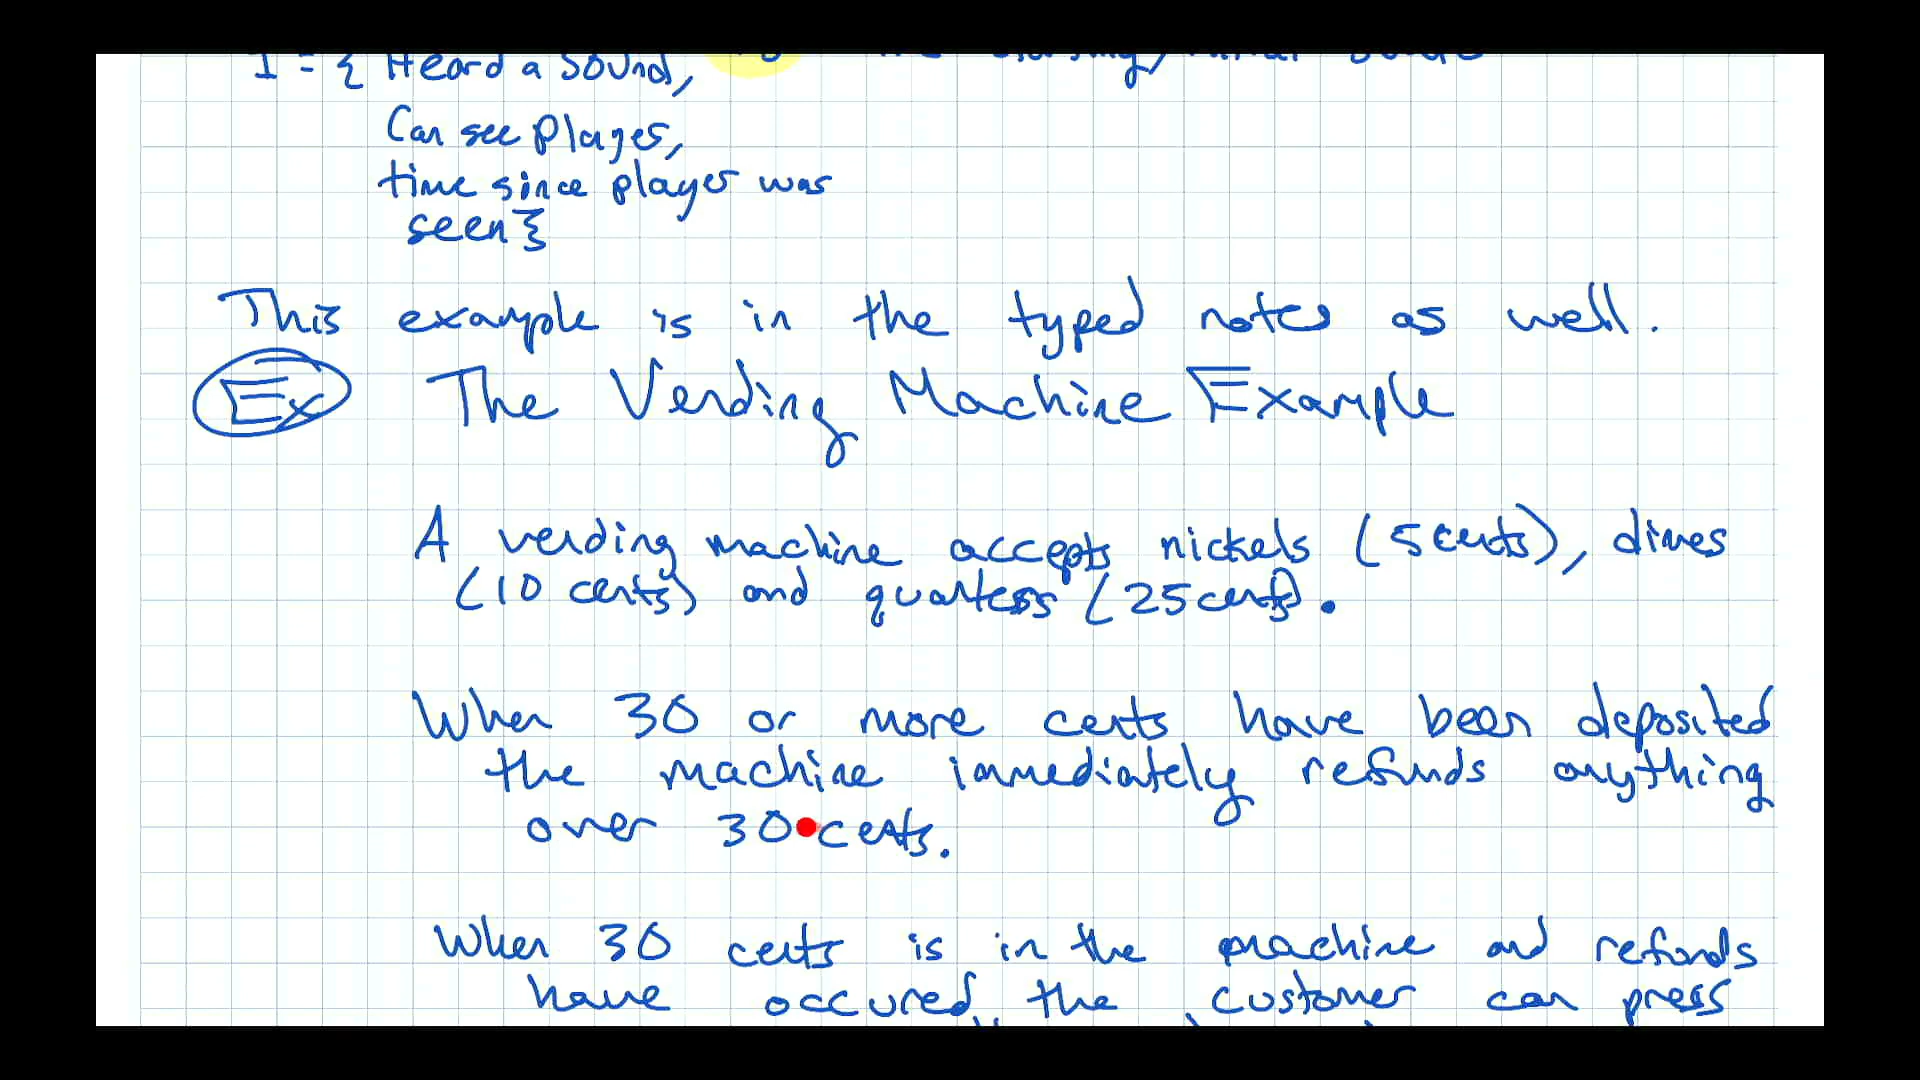 I = { Heard a sound,
Can see Player,
time since player was
seen }
This example is in the typed notes as well.
Ex The Vending Machine Example
A vending machine accepts nickels (5 cents), dimes
(10 cents) and quarters (25 cents).
When 30 or more cents have been deposited
the machine immediately refunds anything
over 30 cents.
When 30 cents is in the machine and refunds
have occured the customer can press